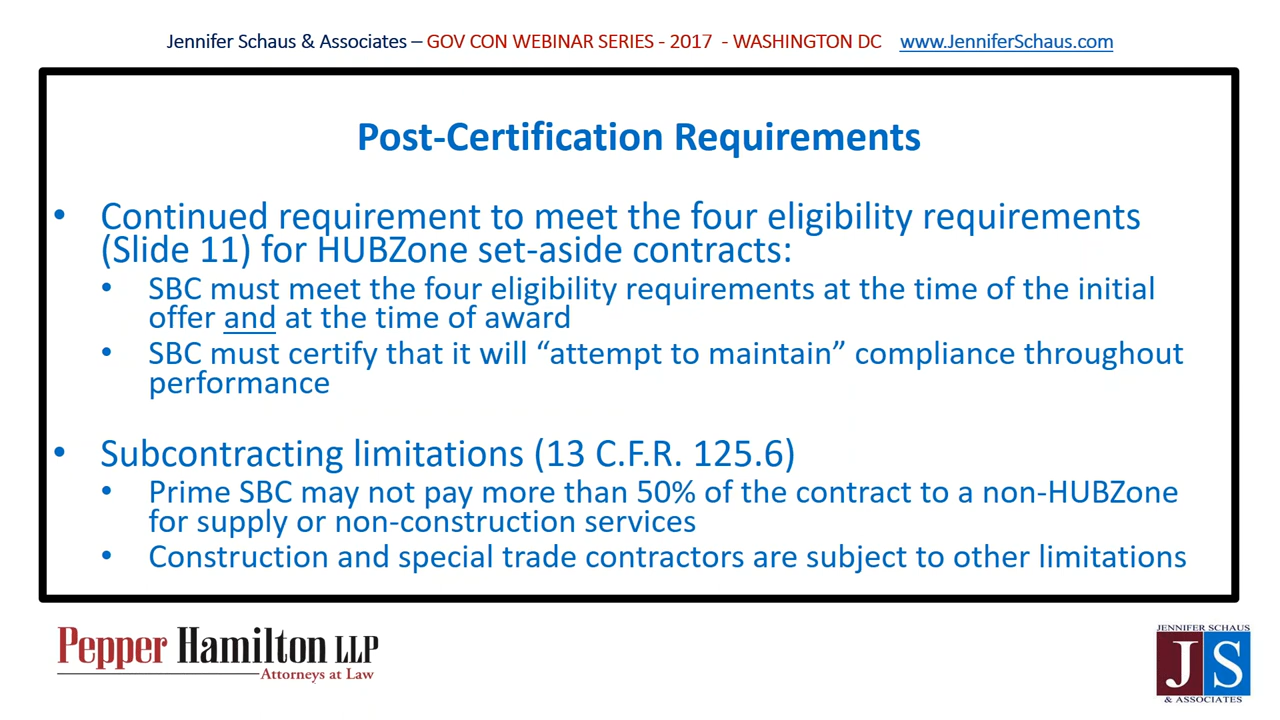 Jennifer Schaus & Associates – GOV CON WEBINAR SERIES - 2017 - WASHINGTON DC www.JenniferSchaus.com
Post-Certification Requirements
• Continued requirement to meet the four eligibility requirements
(Slide 11) for HUBZone set-aside contracts:
• SBC must meet the four eligibility requirements at the time of the initial
offer and at the time of award
• SBC must certify that it will “attempt to maintain” compliance throughout
performance
• Subcontracting limitations (13 C.F.R. 125.6)
• Prime SBC may not pay more than 50% of the contract to a non-HUBZone
for supply or non-construction services
• Construction and special trade contractors are subject to other limitations
Pepper Hamilton LLP
Attorneys at Law
JENNIFER SCHAUS
JS
& ASSOCIATES